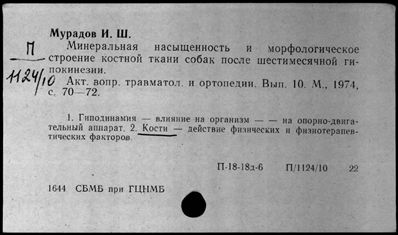 Мурадов И. Ш.
П
1124/10
Минеральная насыщенность и морфологическое
строение костной ткани собак после шестимесячной ги-
покинезии.
Акт. вопр. травматол. и ортопедии. Вып. 10. М., 1974,
с. 70—72.
1. Гиподинамия — влияние на организм — — на опорно-двига-
тельный аппарат. 2. Кости — действие физических и физиотерапев-
тических факторов.
П-18-18д-6 П/1124/10 22
1644 СБМБ при ГЦНМБ